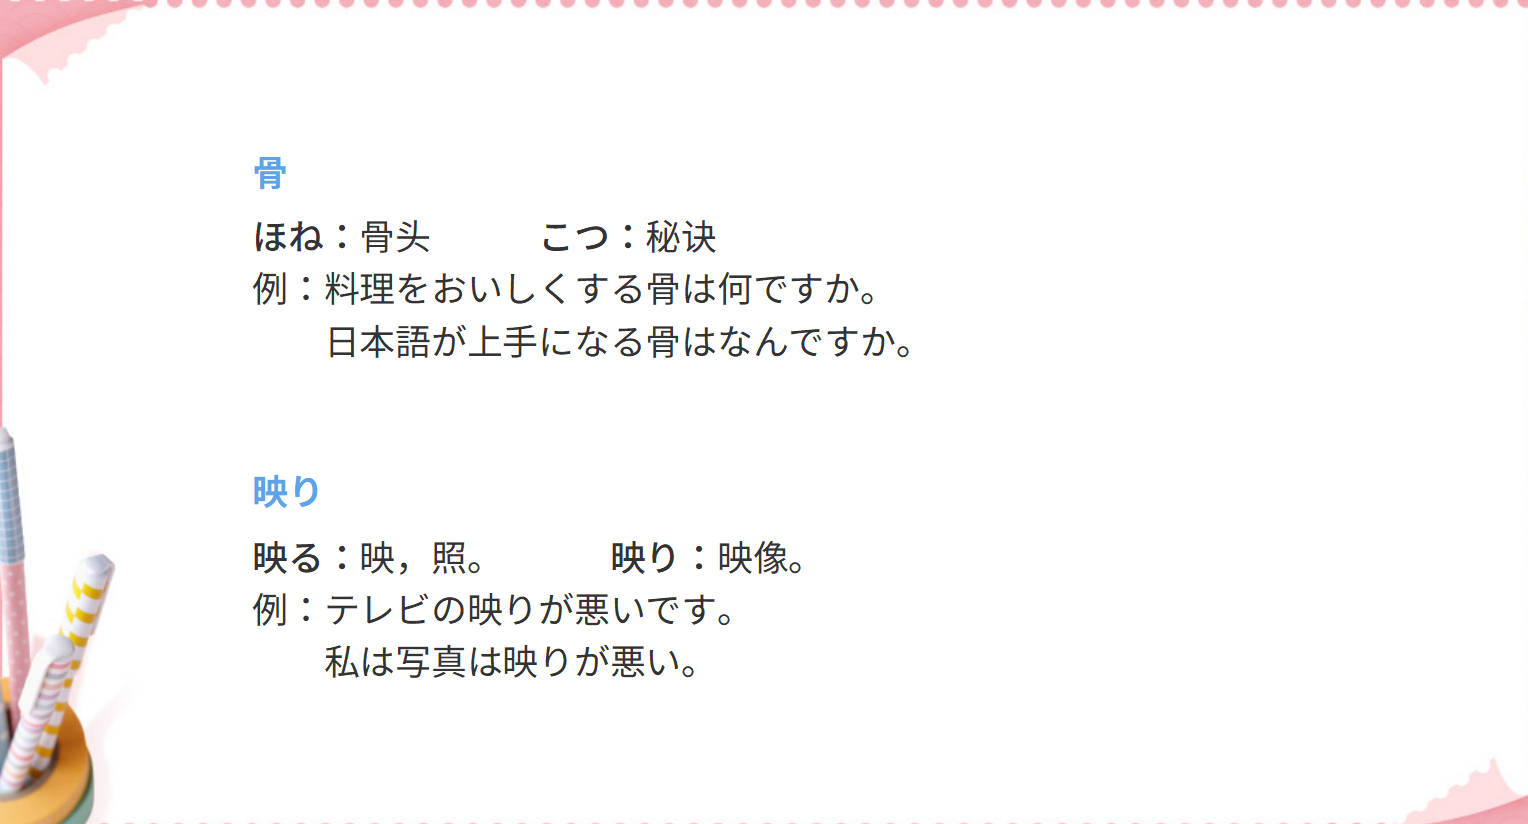 骨
ほね：骨头 こつ：秘诀
例：料理をおいしくする骨は何ですか。
日本語が上手になる骨はなんですか。
映り
映る：映，照。 映り：映像。
例：テレビの映りが悪いです。
私は写真は映りが悪い。